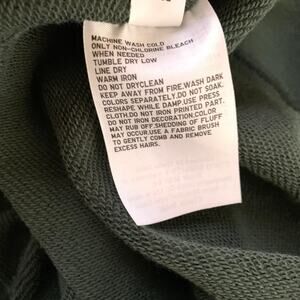 MACHINE WASH COLD
ONLY NON-CHLORINE BLEACH
WHEN NEEDED
TUMBLE DRY LOW
LINE DRY
WARM IRON
DO NOT DRYCLEAN
KEEP AWAY FROM FIRE.WASH DARK
COLORS SEPARATELY.DO NOT SOAK.
RESHAPE WHILE DAMP.USE PRESS
CLOTH.DO NOT IRON PRINTED PART.
DO NOT IRON DECORATION.COLOR
MAY RUB OFF.SHEDDING OF FLUFF
MAY OCCUR.USE A FABRIC BRUSH
TO GENTLY COMB AND REMOVE
EXCESS HAIRS.